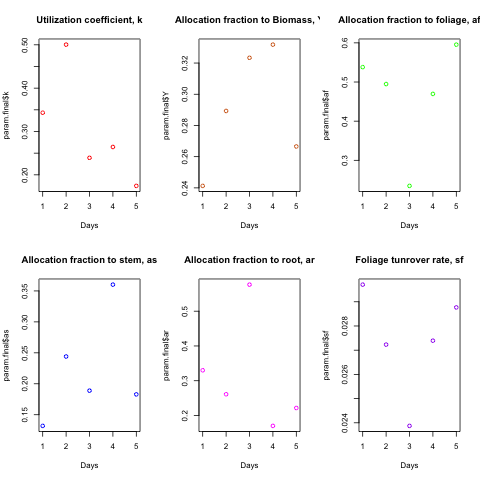 Utilization coefficient, k
param.final$k
0.20
0.30
0.40
0.50
1 2 3 4 5
Days
Allocation fraction to Biomass,
param.final$Y
0.24
0.26
0.28
0.30
0.32
1 2 3 4 5
Days
Allocation fraction to foliage, af
param.final$af
0.3
0.4
0.5
0.6
1 2 3 4 5
Days
Allocation fraction to stem, as
param.final$as
0.15
0.20
0.25
0.30
0.35
1 2 3 4 5
Days
Allocation fraction to root, ar
param.final$ar
0.2
0.3
0.4
0.5
1 2 3 4 5
Days
Foliage tunrover rate, sf
param.final$sf
0.024
0.026
0.028
1 2 3 4 5
Days